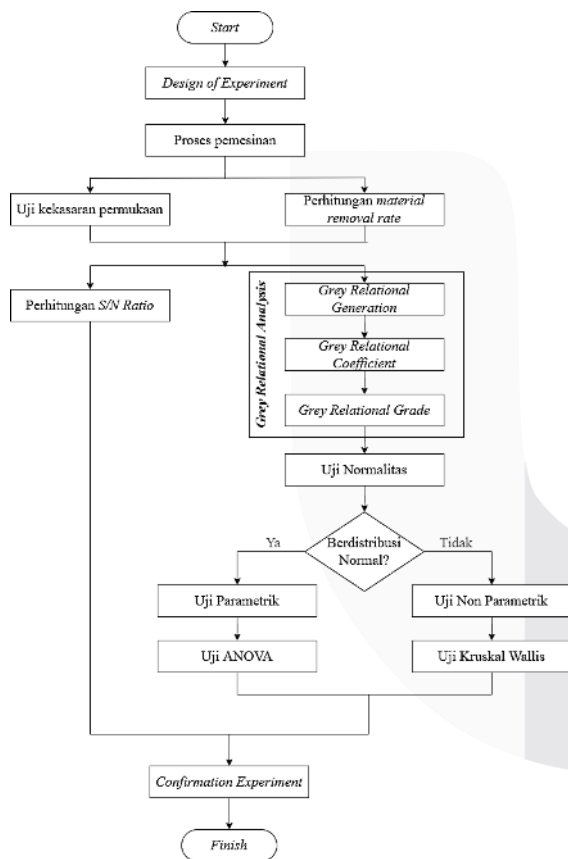 Start
Design of Experiment
Proses pemesinan
Uji kekasaran permukaan
Perhitungan material
removal rate
Perhitungan S/N Ratio
Grey Relational Analysis
Grey Relational
Generation
Grey Relational
Coefficient
Grey Relational Grade
Uji Normalitas
Berdistribusi
Normal?
Ya
Tidak
Uji Parametrik
Uji Non Parametrik
Uji ANOVA
Uji Kruskal Wallis
Confirmation Experiment
Finish